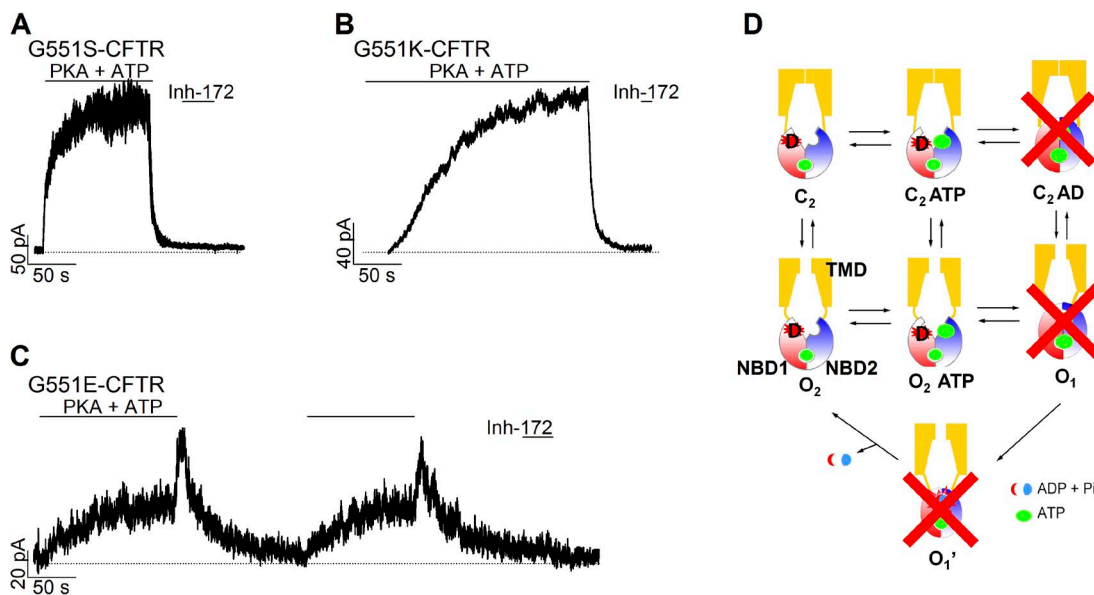 A
G551S-CFTR
PKA + ATP
Inh-172
50 pA
50 s
B
G551K-CFTR
PKA + ATP
Inh-172
40 pA
50 s
C
G551E-CFTR
PKA + ATP
Inh-172
20 pA
50 s
D
D
D
C2
C2 ATP
C2 AD
TMD
D
D
NBD1
NBD2
O2
O2 ATP
O1
ADP + Pi
ATP
O1'